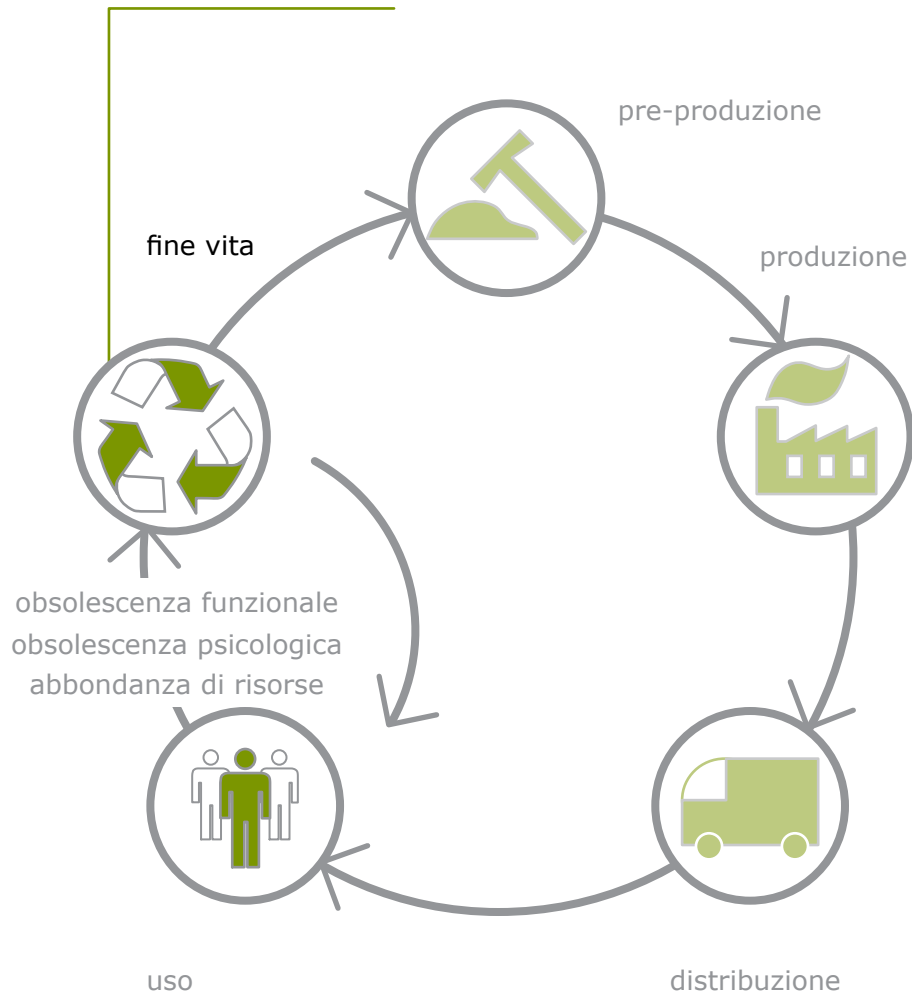 pre-produzione
fine vita
produzione
obsolescenza funzionale
obsolescenza psicologica
abbondanza di risorse
uso
distribuzione